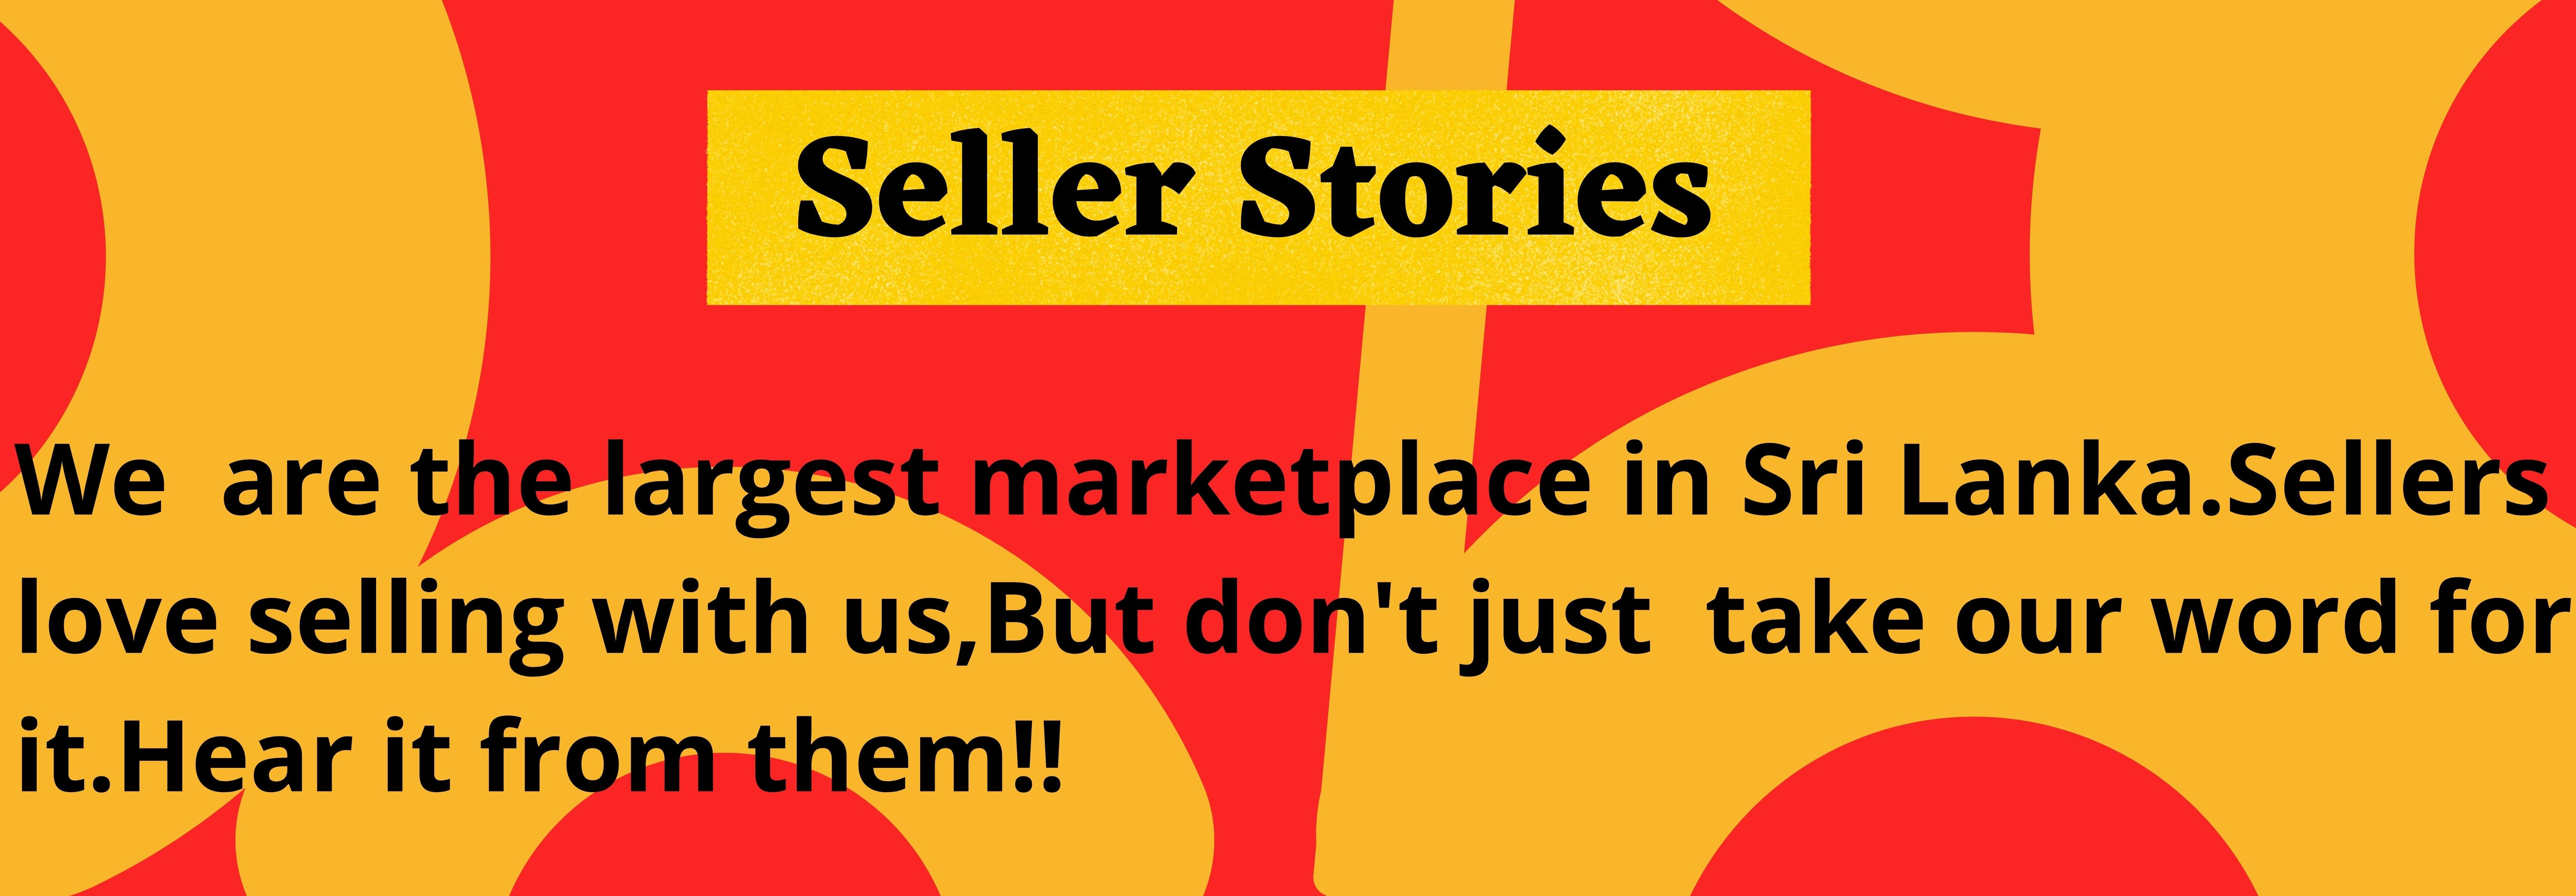 Seller Stories
We  are the largest marketplace in Sri Lanka.Sellers
love selling with us,But don't just  take our word for
it.Hear it from them!!